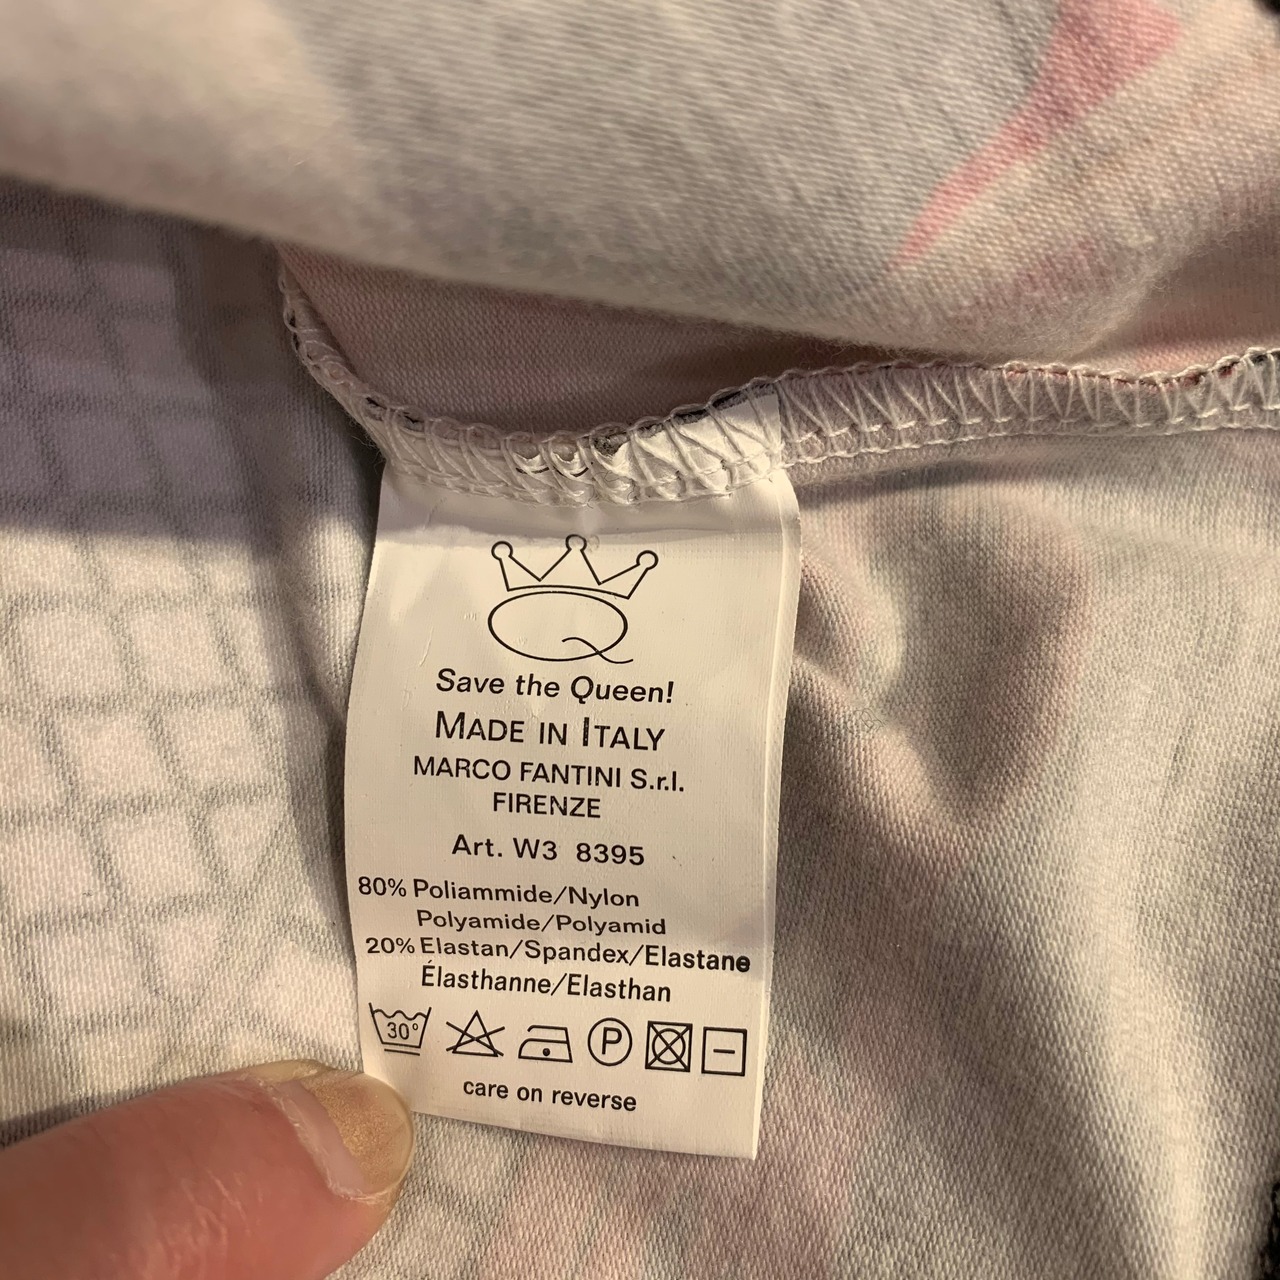 Q
Save the Queen!
MADE IN ITALY
MARCO FANTINI S.r.l.
FIRENZE
Art. W3 8395
80% Poliammide/Nylon
Polyamide/Polyamid
20% Elastan/Spandex/Elastane
Élasthanne/Elasthan
30° P
care on reverse